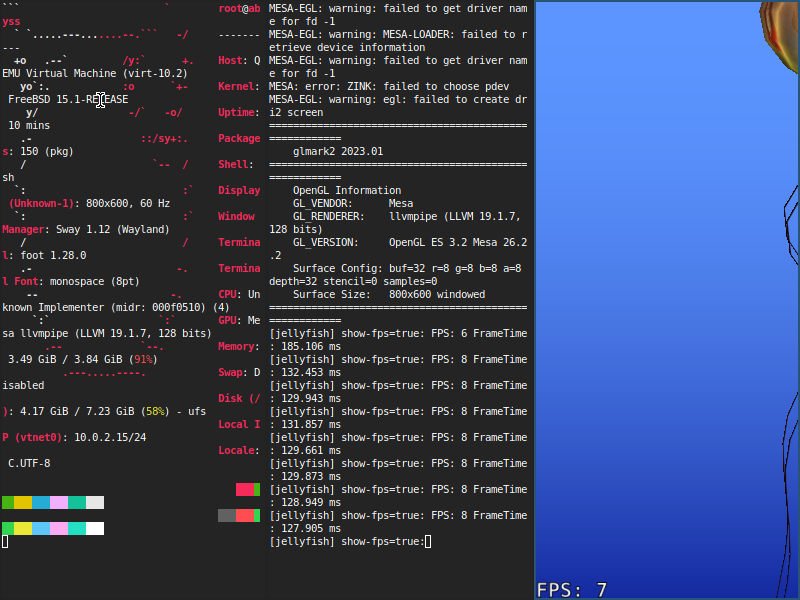 root@ab
yss
-------
---
Host: Q
EMU Virtual Machine (virt-10.2)
Kernel:
FreeBSD 15.1-RELEASE
Uptime:
10 mins
Package
s: 150 (pkg)
Shell:
sh
Display
(Unknown-1): 800x600, 60 Hz
Window
Manager: Sway 1.12 (Wayland)
Termina
l: foot 1.28.0
Termina
l Font: monospace (8pt)
CPU: Un
known Implementer (midr: 000f0510) (4)
GPU: Me
sa llvmpipe (LLVM 19.1.7, 128 bits)
Memory:
3.49 GiB / 3.84 GiB (91%)
Swap: D
isabled
Disk (/
): 4.17 GiB / 7.23 GiB (58%) - ufs
Local I
P (vtnet0): 10.0.2.15/24
Locale:
C.UTF-8
MESA-EGL: warning: failed to get driver nam
e for fd -1
MESA-EGL: warning: MESA-LOADER: failed to r
etrieve device information
MESA-EGL: warning: failed to get driver nam
e for fd -1
MESA: error: ZINK: failed to choose pdev
MESA-EGL: warning: egl: failed to create dr
i2 screen
===========================================
============
glmark2 2023.01
===========================================
============
OpenGL Information
GL_VENDOR: Mesa
GL_RENDERER: llvmpipe (LLVM 19.1.7,
128 bits)
GL_VERSION: OpenGL ES 3.2 Mesa 26.2
.2
Surface Config: buf=32 r=8 g=8 b=8 a=8
depth=32 stencil=0 samples=0
Surface Size: 800x600 windowed
===========================================
============
[jellyfish] show-fps=true: FPS: 6 FrameTime
: 185.106 ms
[jellyfish] show-fps=true: FPS: 8 FrameTime
: 132.453 ms
[jellyfish] show-fps=true: FPS: 8 FrameTime
: 129.943 ms
[jellyfish] show-fps=true: FPS: 8 FrameTime
: 131.857 ms
[jellyfish] show-fps=true: FPS: 8 FrameTime
: 129.661 ms
[jellyfish] show-fps=true: FPS: 8 FrameTime
: 129.873 ms
[jellyfish] show-fps=true: FPS: 8 FrameTime
: 128.949 ms
[jellyfish] show-fps=true: FPS: 8 FrameTime
: 127.905 ms
[jellyfish] show-fps=true:
FPS: 7